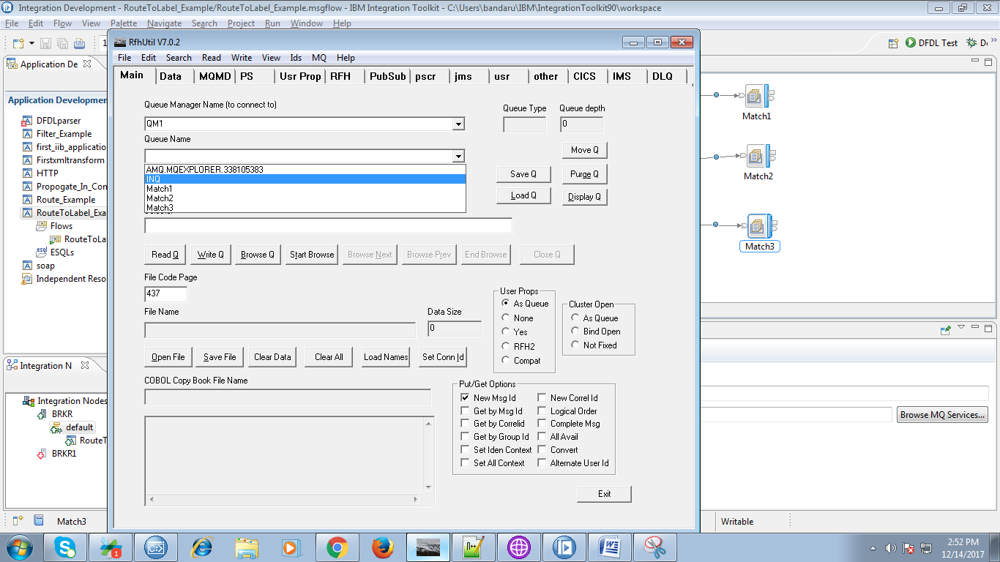 Integration Development - RouteToLabel_Example/RouteToLabel_Example.msgflow - IBM Integration Toolkit - C:\Users\bandaru\IBM\IntegrationToolkit90\workspace
File Edit Flow View Palette Navigate Search Project Run Window Help
DFDL Test
Application De
Application Developmen
DFDLparser
Filter_Example
first_iib_application
Firstxmltransform
HTTP
Propogate_In_Con
Route_Example
RouteToLabel_Exa
Flows
RouteToLa
ESQLs
soap
Independent Reso
Integration N
Integration Nodes
BRKR
default
RouteT
BRKR1
Match3
RfhUtil V7.0.2
File Edit Search Read Write View Ids MQ Help
Main Data MQMD PS Usr Prop RFH PubSub pscr jms usr other CICS IMS DLQ
Queue Manager Name (to connect to)
QM1
Queue Type Queue depth
0
Queue Name
AMQ.MQEXPLORER.338105383
INQ
Match1
Match2
Match3
Move Q
Save Q Purge Q
Load Q Display Q
Read Q Write Q Browse Q Start Browse Browse Next Browse Prev End Browse Close Q
File Code Page
437
File Name
Data Size
0
Open File Save File Clear Data Clear All Load Names Set Conn Id
COBOL Copy Book File Name
User Props
As Queue
None
Yes
RFH2
Compat
Cluster Open
As Queue
Bind Open
Not Fixed
Put/Get Options
New Msg Id New Correl Id
Get by Msg Id Logical Order
Get by Correlid Complete Msg
Get by Group Id All Avail
Set Iden Context Convert
Set All Context Alternate User Id
Exit
Match1
Match2
Match3
Browse MQ Services...
Writable
2:52 PM
12/14/2017